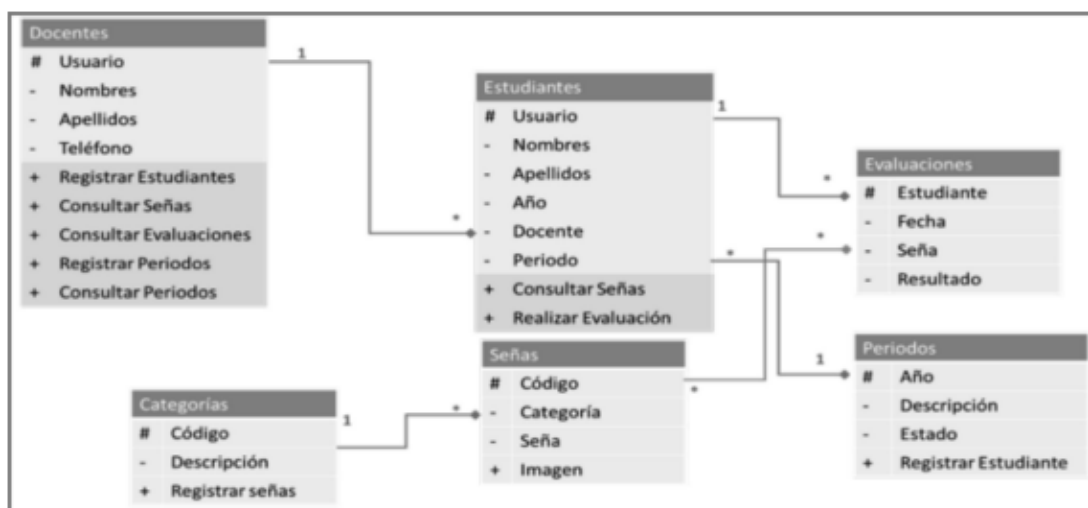 Docentes
# Usuario
- Nombres
- Apellidos
- Teléfono
+ Registrar Estudiantes
+ Consultar Señas
+ Consultar Evaluaciones
+ Registrar Periodos
+ Consultar Periodos
1
*
Estudiantes
# Usuario
- Nombres
- Apellidos
- Año
- Docente
- Periodo
+ Consultar Señas
+ Realizar Evaluación
1
*
*
*
1
Evaluaciones
# Estudiante
- Fecha
- Seña
- Resultado
Categorías
# Código
- Descripción
+ Registrar señas
1
*
Señas
# Código
- Categoría
- Seña
+ Imagen
*
Periodos
# Año
- Descripción
- Estado
+ Registrar Estudiante